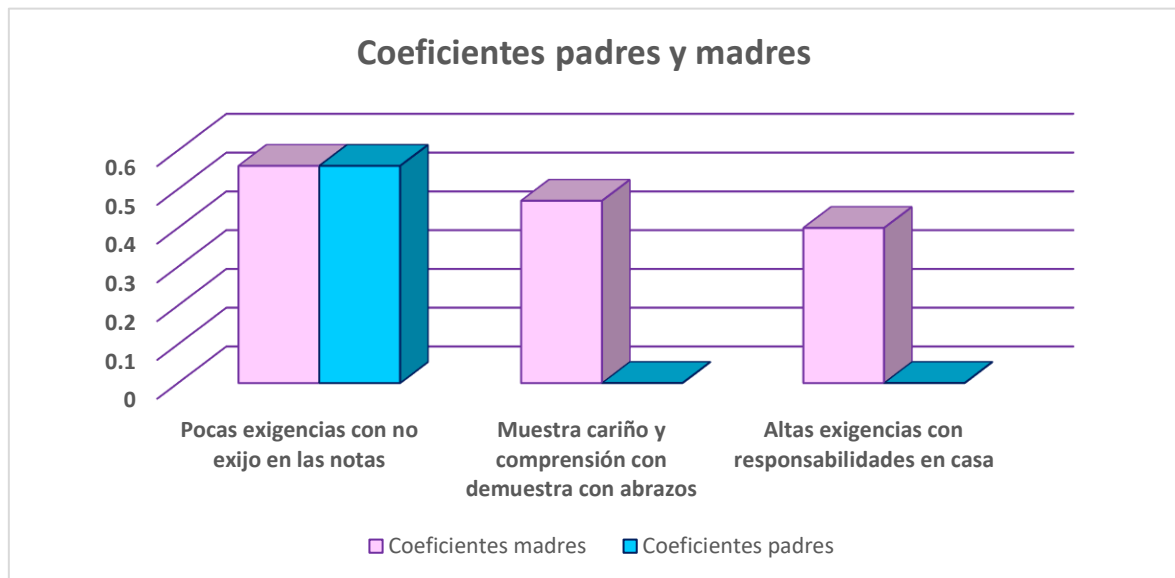 Coeficientes padres y madres
0.6
0.5
0.4
0.3
0.2
0.1
0
Pocas exigencias con no
exijo en las notas
Muestra cariño y
comprensión con
demuestra con abrazos
Altas exigencias con
responsabilidades en casa
Coeficientes madres
Coeficientes padres